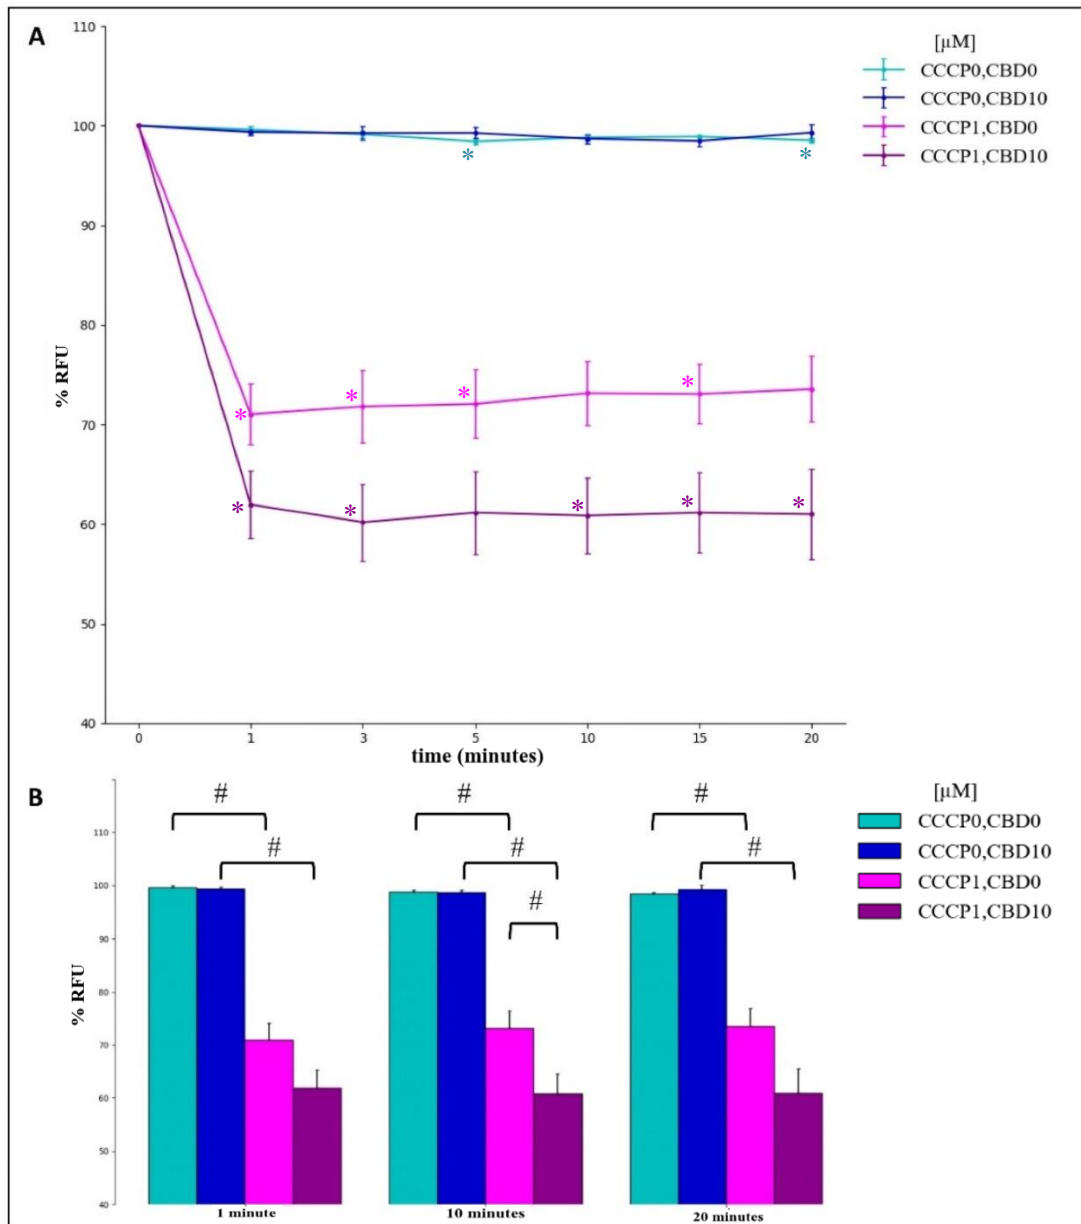 A
[µM]
CCCP0,CBD0
CCCP0,CBD10
CCCP1,CBD0
CCCP1,CBD10
110
100
90
80
70
60
50
40
% RFU
* *
* * * *
* * * * *
0 1 3 5 10 15 20
time (minutes)
B
[µM]
CCCP0,CBD0
CCCP0,CBD10
CCCP1,CBD0
CCCP1,CBD10
# # #
# # #
#
110
100
90
80
70
60
50
40
% RFU
1 minute 10 minutes 20 minutes